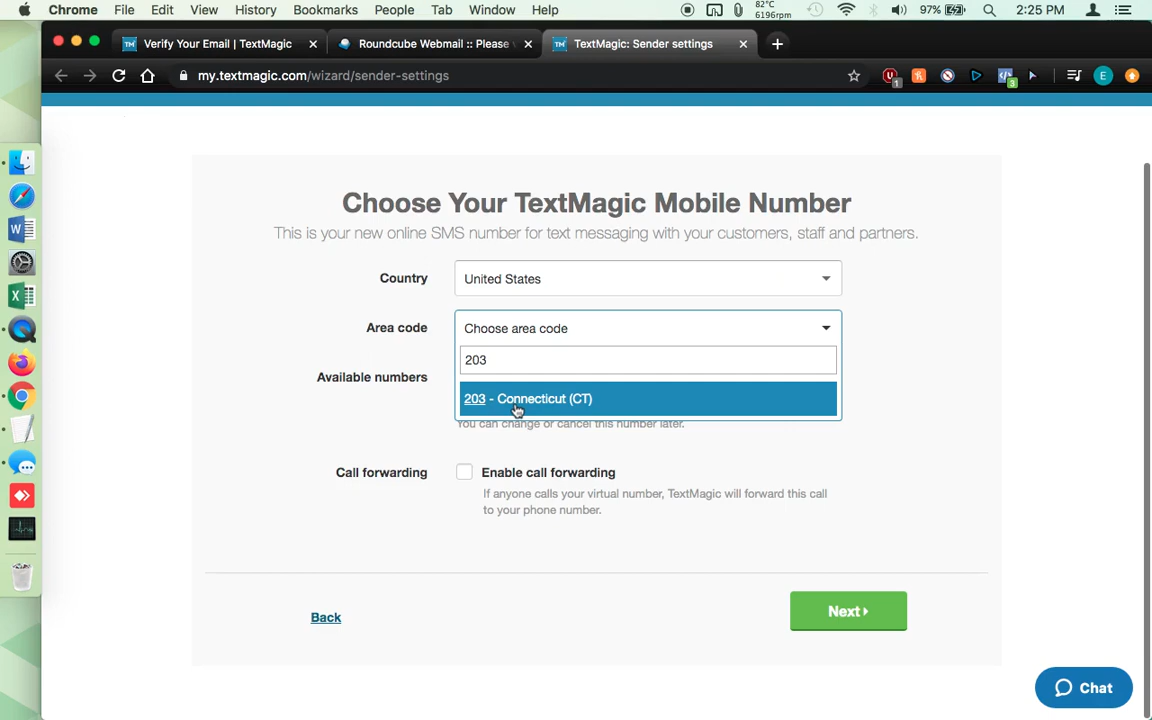 Chrome File Edit View History Bookmarks People Tab Window Help 82°C 6196rpm 97% 2:25 PM
Verify Your Email | TextMagic
Roundcube Webmail :: Please
TextMagic: Sender settings
my.textmagic.com/wizard/sender-settings
1
3
E
Choose Your TextMagic Mobile Number
This is your new online SMS number for text messaging with your customers, staff and partners.
Country United States
Area code Choose area code
203
Available numbers
203 - Connecticut (CT)
You can change or cancel this number later.
Call forwarding Enable call forwarding
If anyone calls your virtual number, TextMagic will forward this call
to your phone number.
Back
Next
Chat